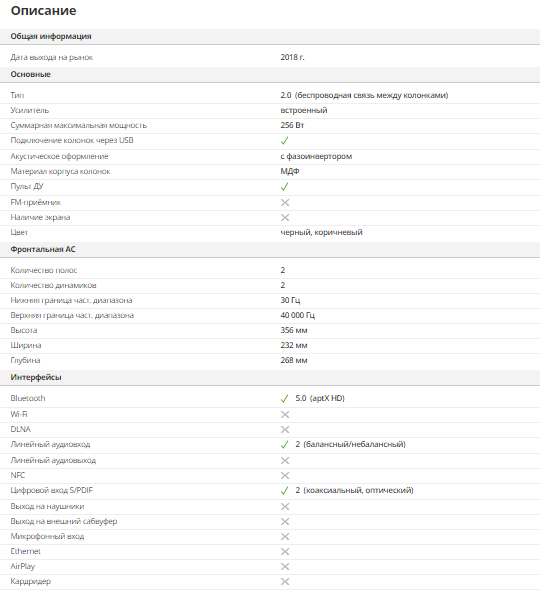 Описание
Общая информация
Дата выхода на рынок 2018 г.
Основные
Тип 2.0 (беспроводная связь между колонками)
Усилитель встроенный
Суммарная максимальная мощность 256 Вт
Подключение колонок через USB
Акустическое оформление с фазоинвертором
Материал корпуса колонок МДФ
Пульт ДУ
FM-приёмник
Наличие экрана
Цвет черный, коричневый
Фронтальная АС
Количество полос 2
Количество динамиков 2
Нижняя граница част. диапазона 30 Гц
Верхняя граница част. диапазона 40 000 Гц
Высота 356 мм
Ширина 232 мм
Глубина 268 мм
Интерфейсы
Bluetooth 5.0 (aptX HD)
Wi-Fi
DLNA
Линейный аудиовход 2 (балансный/небалансный)
Линейный аудиовыход
NFC
Цифровой вход S/PDIF 2 (коаксиальный, оптический)
Выход на наушники
Выход на внешний сабвуфер
Микрофонный вход
Ethernet
AirPlay
Кардридер